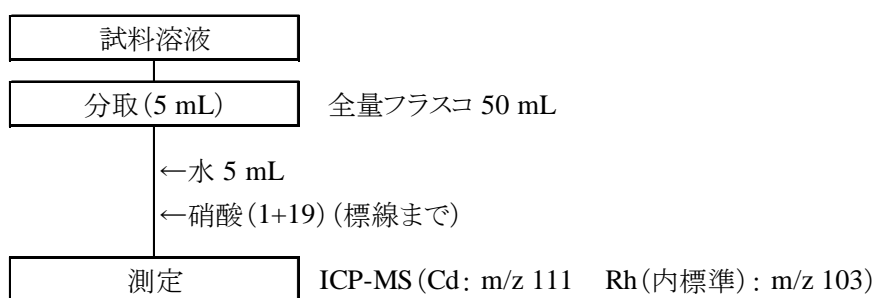 試料溶液
分取(5 mL) 全量フラスコ 50 mL
←水 5 mL
←硝酸(1+19)(標線まで)
測定 ICP-MS(Cd: m/z 111 Rh(内標準): m/z 103)